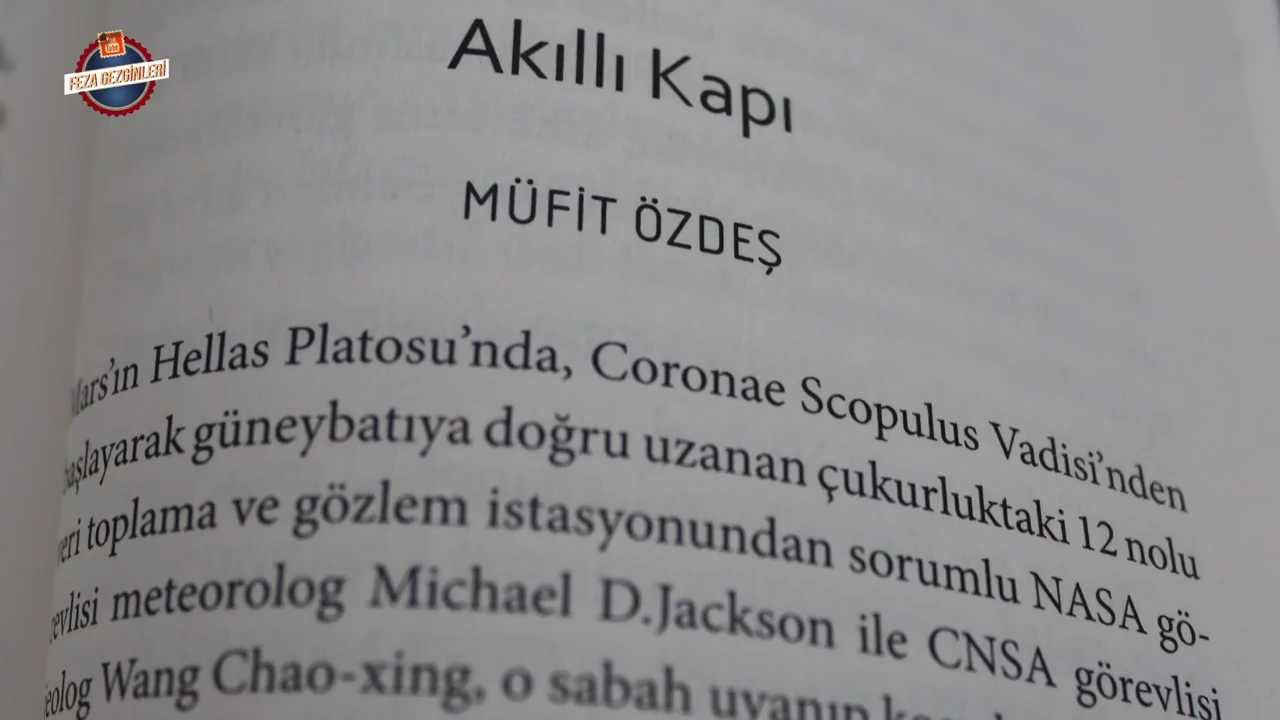 FEZA GEZGİNLERİ
Akıllı Kapı
MÜFİT ÖZDEŞ
Mars'ın Hellas Platosu'nda, Coronae Scopulus Vadisi'nden
başlayarak güneybatıya doğru uzanan çukurluktaki 12 nolu
veri toplama ve gözlem istasyonundan sorumlu NASA gö-
revlisi meteorolog Michael D.Jackson ile CNSA görevlisi
Wang Chao-xing, o sabah uyanıp